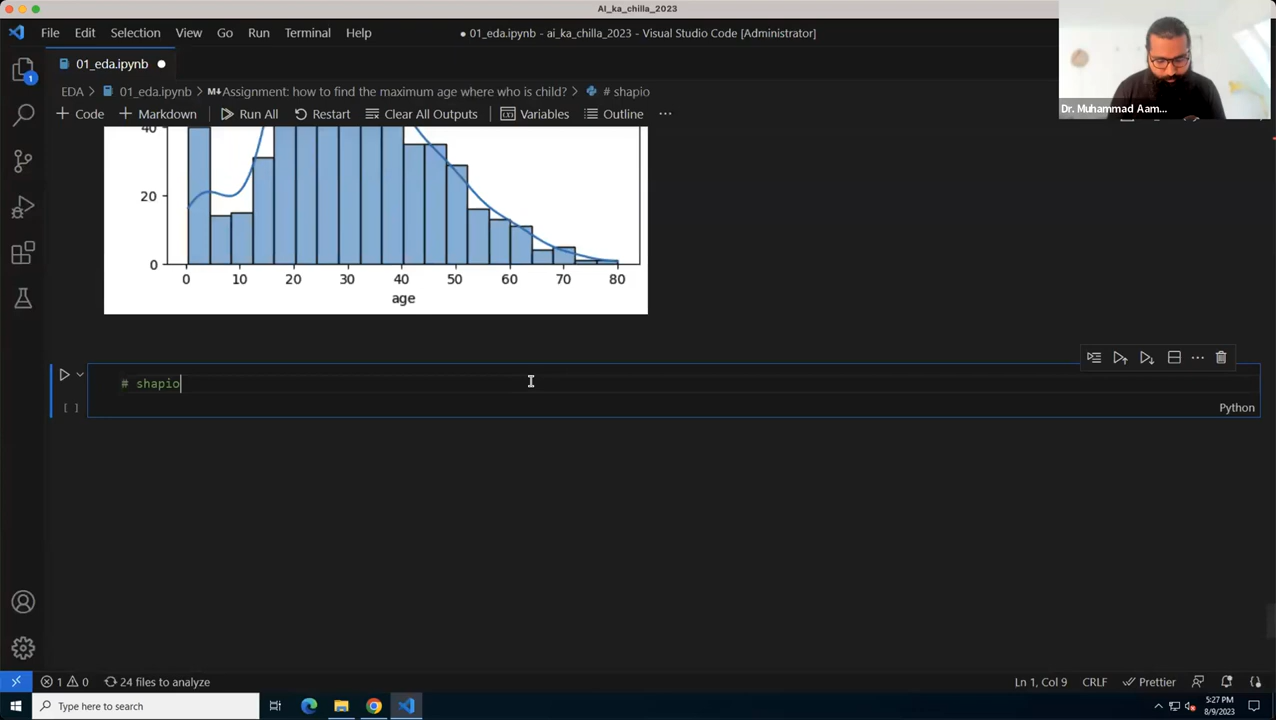 AI_ka_chilla_2023
File Edit Selection View Go Run Terminal Help
● 01_eda.ipynb - ai_ka_chilla_2023 - Visual Studio Code [Administrator]
01_eda.ipynb ●
EDA > 01_eda.ipynb > M↓Assignment: how to find the maximum age where who is child? > # shapio
+ Code + Markdown Run All Restart Clear All Outputs Variables Outline ...
Dr. Muhammad Aam...
40
20
0
0 10 20 30 40 50 60 70 80
age
# shapio
[ ]
Python
1 0 24 files to analyze
Ln 1, Col 9 CRLF Prettier
Type here to search
5:27 PM
8/9/2023